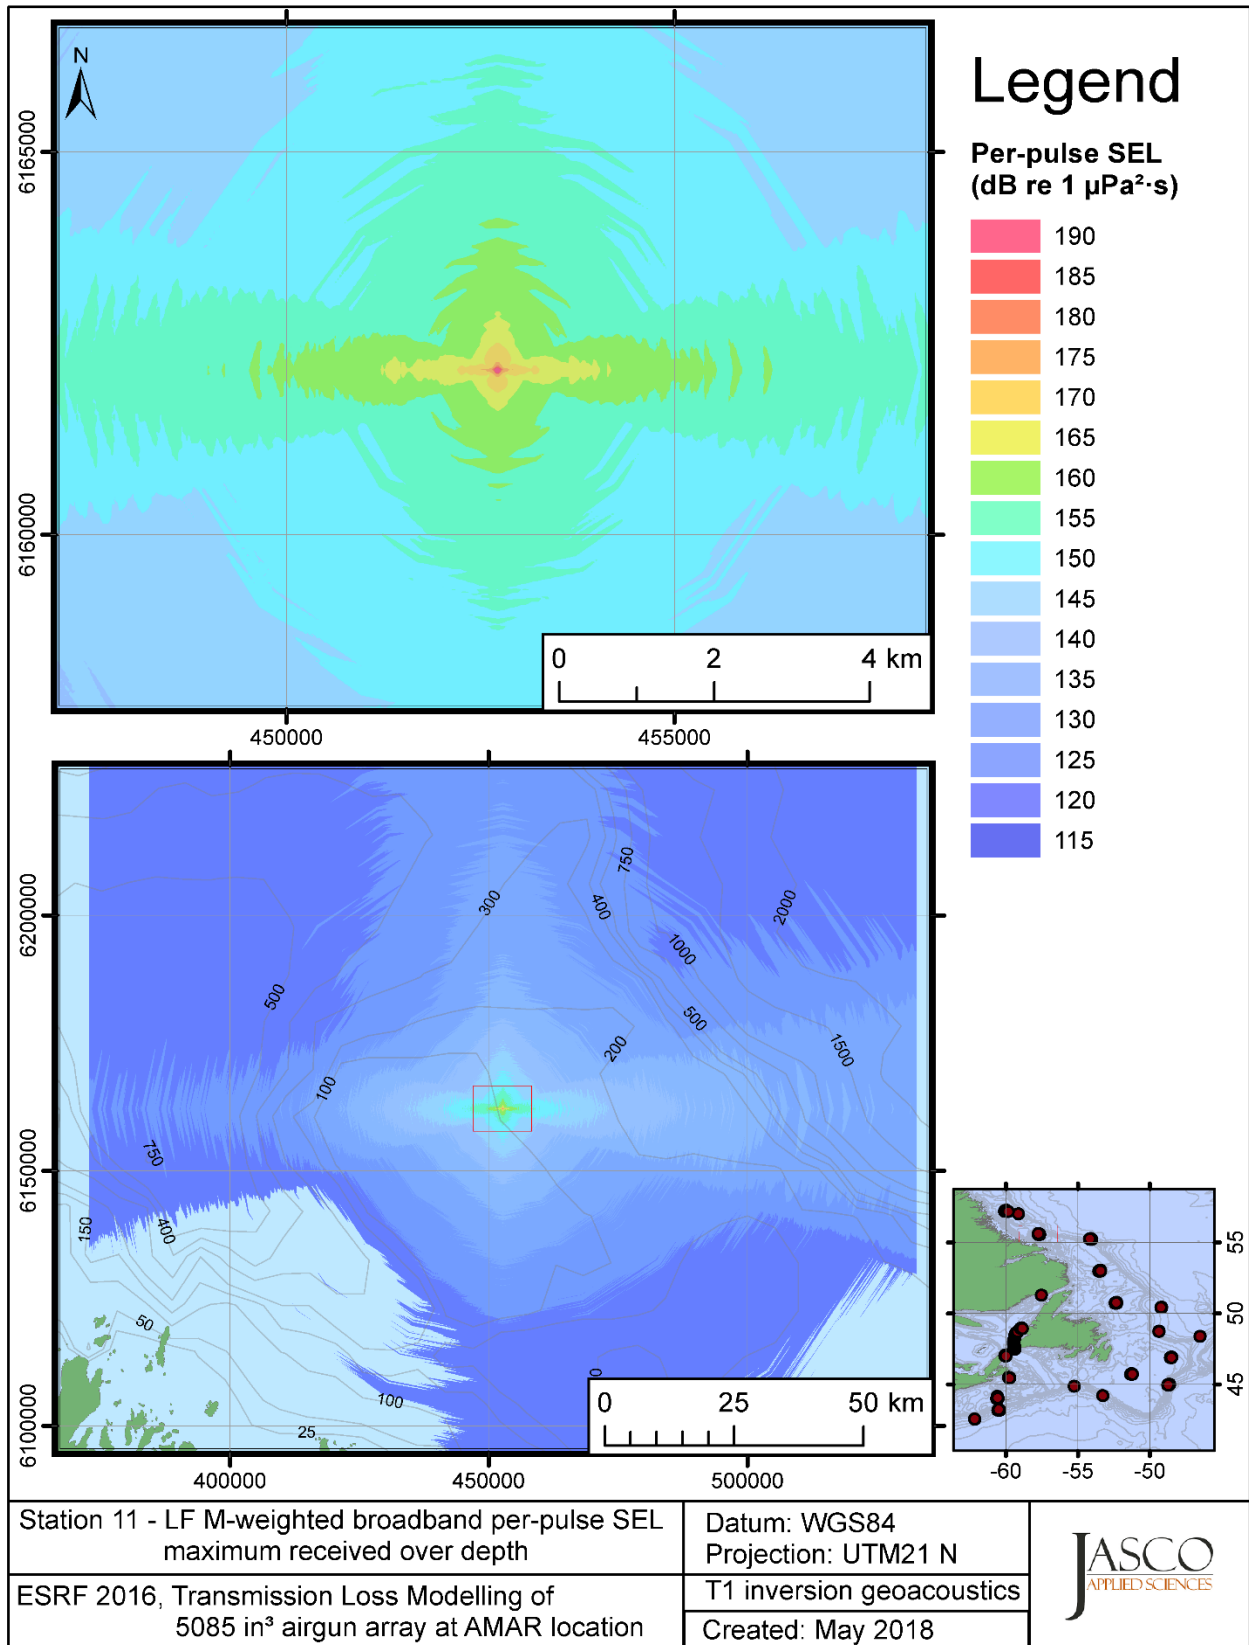 N
6165000
6160000
0 2 4 km
450000 455000
Legend
Per-pulse SEL
(dB re 1 µPa²·s)
190
185
180
175
170
165
160
155
150
145
140
135
130
125
120
115
400000 450000 500000
6200000
6150000
6100000
750
300
400
2000
1000
500
500
200
1500
100
750
150
400
50
100
25
0 25 50 km
400000 450000 500000
55
50
45
-60 -55 -50
Station 11 - LF M-weighted broadband per-pulse SEL
maximum received over depth
ESRF 2016, Transmission Loss Modelling of
5085 in³ airgun array at AMAR location
Datum: WGS84
Projection: UTM21 N
T1 inversion geoacoustics
Created: May 2018
JASCO
APPLIED SCIENCES